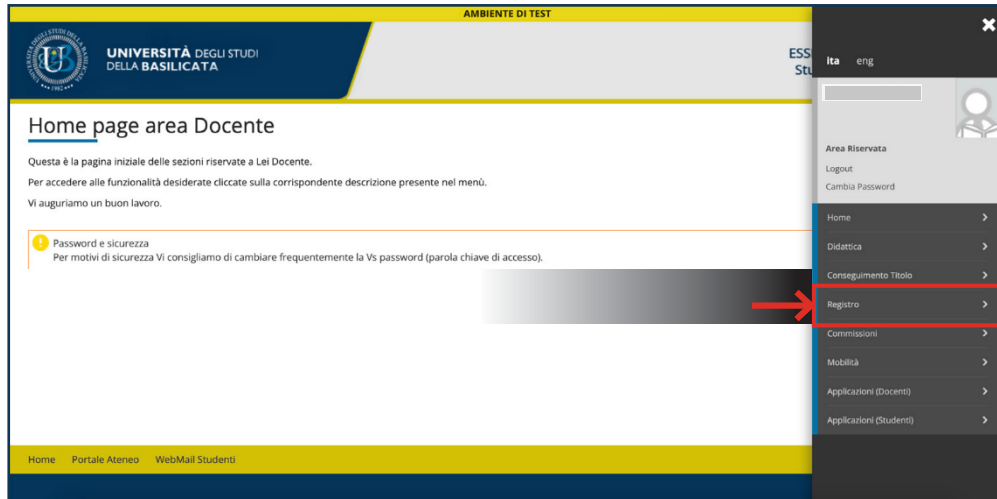 AMBIENTE DI TEST
UNIVERSITÀ DEGLI STUDI
DELLA BASILICATA
ita eng
Home page area Docente
Questa è la pagina iniziale delle sezioni riservate a Lei Docente.
Per accedere alle funzionalità desiderate cliccate sulla corrispondente descrizione presente nel menù.
Vi auguriamo un buon lavoro.
Password e sicurezza
Per motivi di sicurezza Vi consigliamo di cambiare frequentemente la Vs password (parola chiave di accesso).
Area Riservata
Logout
Cambia Password
Home
Didattica
Conseguimento Titolo
Registro
Commissioni
Mobilità
Applicazioni (Docenti)
Applicazioni (Studenti)
Home Portale Ateneo WebMail Studenti